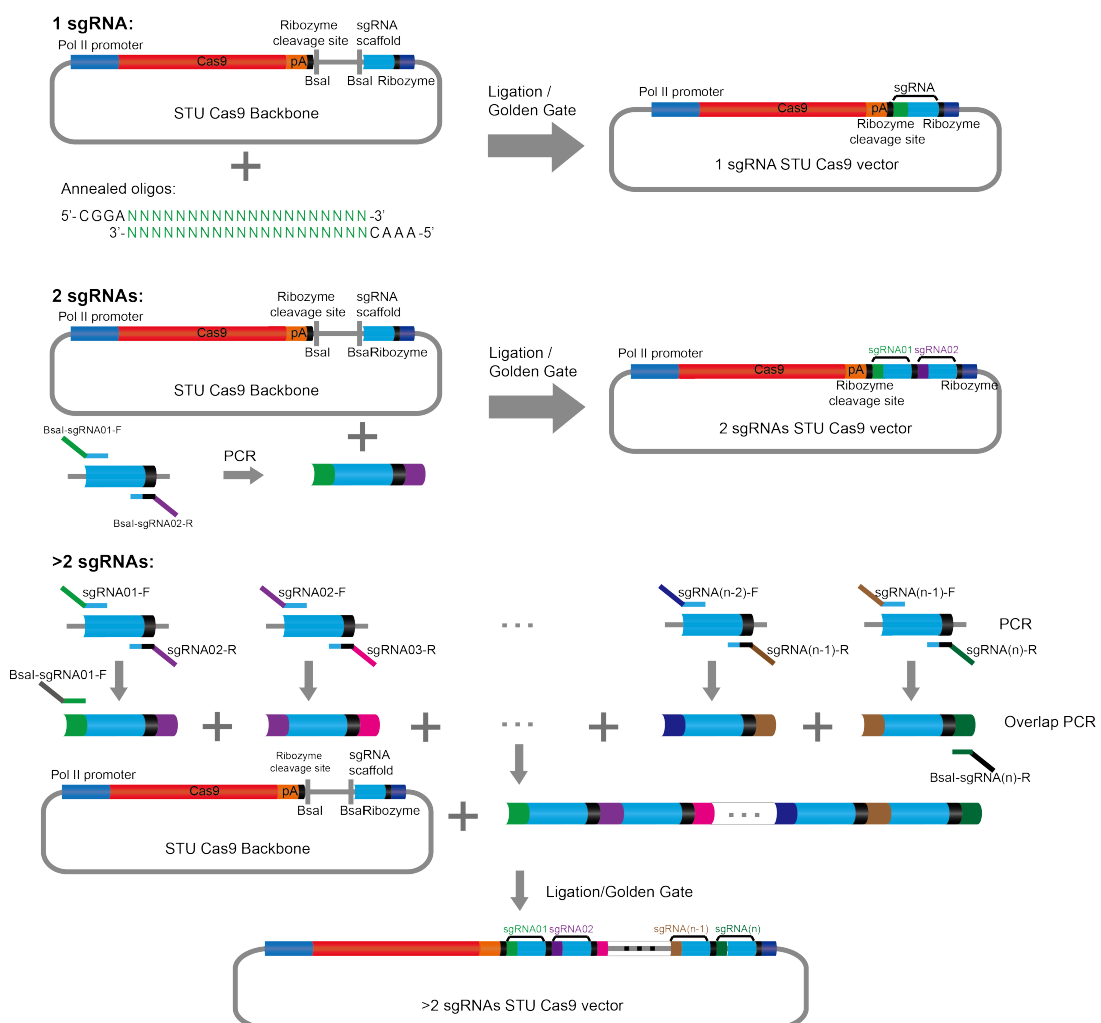 1 sgRNA:
Ribozyme cleavage site
sgRNA scaffold
Pol II promoter
Cas9
pA
BsaI
BsaI
Ribozyme
STU Cas9 Backbone
Annealed oligos:
5'-CGGANNNNNNNNNNNNNNNNNNNN-3'
3'-NNNNNNNNNNNNNNNNNNNNCAAA-5'
Ligation /
Golden Gate
Pol II promoter
Cas9
pA
sgRNA
Ribozyme cleavage site
Ribozyme
1 sgRNA STU Cas9 vector
2 sgRNAs:
Ribozyme cleavage site
sgRNA scaffold
Pol II promoter
Cas9
pA
BsaI
BsaI
Ribozyme
STU Cas9 Backbone
BsaI-sgRNA01-F
BsaI-sgRNA02-R
PCR
Ligation /
Golden Gate
Pol II promoter
Cas9
pA
sgRNA01
sgRNA02
Ribozyme cleavage site
Ribozyme
2 sgRNAs STU Cas9 vector
>2 sgRNAs:
sgRNA01-F
sgRNA02-R
sgRNA02-F
sgRNA03-R
sgRNA(n-2)-F
sgRNA(n-1)-R
sgRNA(n-1)-F
sgRNA(n)-R
PCR
BsaI-sgRNA01-F
Overlap PCR
BsaI-sgRNA(n)-R
Ribozyme cleavage site
sgRNA scaffold
Pol II promoter
Cas9
pA
BsaI
BsaI
Ribozyme
STU Cas9 Backbone
Ligation/Golden Gate
sgRNA01
sgRNA02
sgRNA(n-1)
sgRNA(n)
>2 sgRNAs STU Cas9 vector